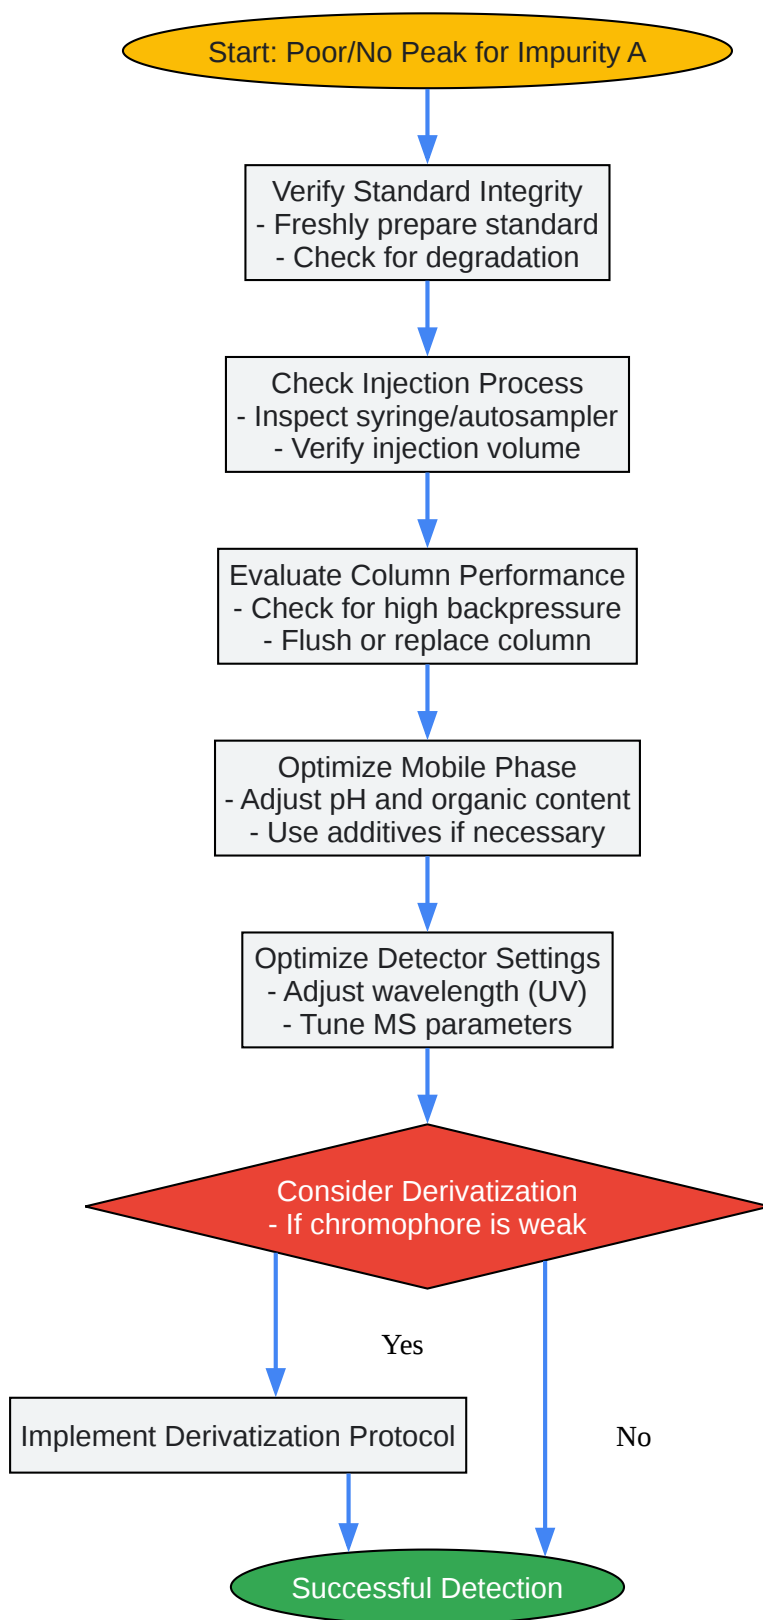 Start: Poor/No Peak for Impurity A
Verify Standard Integrity
- Freshly prepare standard
- Check for degradation
Check Injection Process
- Inspect syringe/autosampler
- Verify injection volume
Evaluate Column Performance
- Check for high backpressure
- Flush or replace column
Optimize Mobile Phase
- Adjust pH and organic content
- Use additives if necessary
Optimize Detector Settings
- Adjust wavelength (UV)
- Tune MS parameters
Consider Derivatization
- If chromophore is weak
Yes
Implement Derivatization Protocol
No
Successful Detection